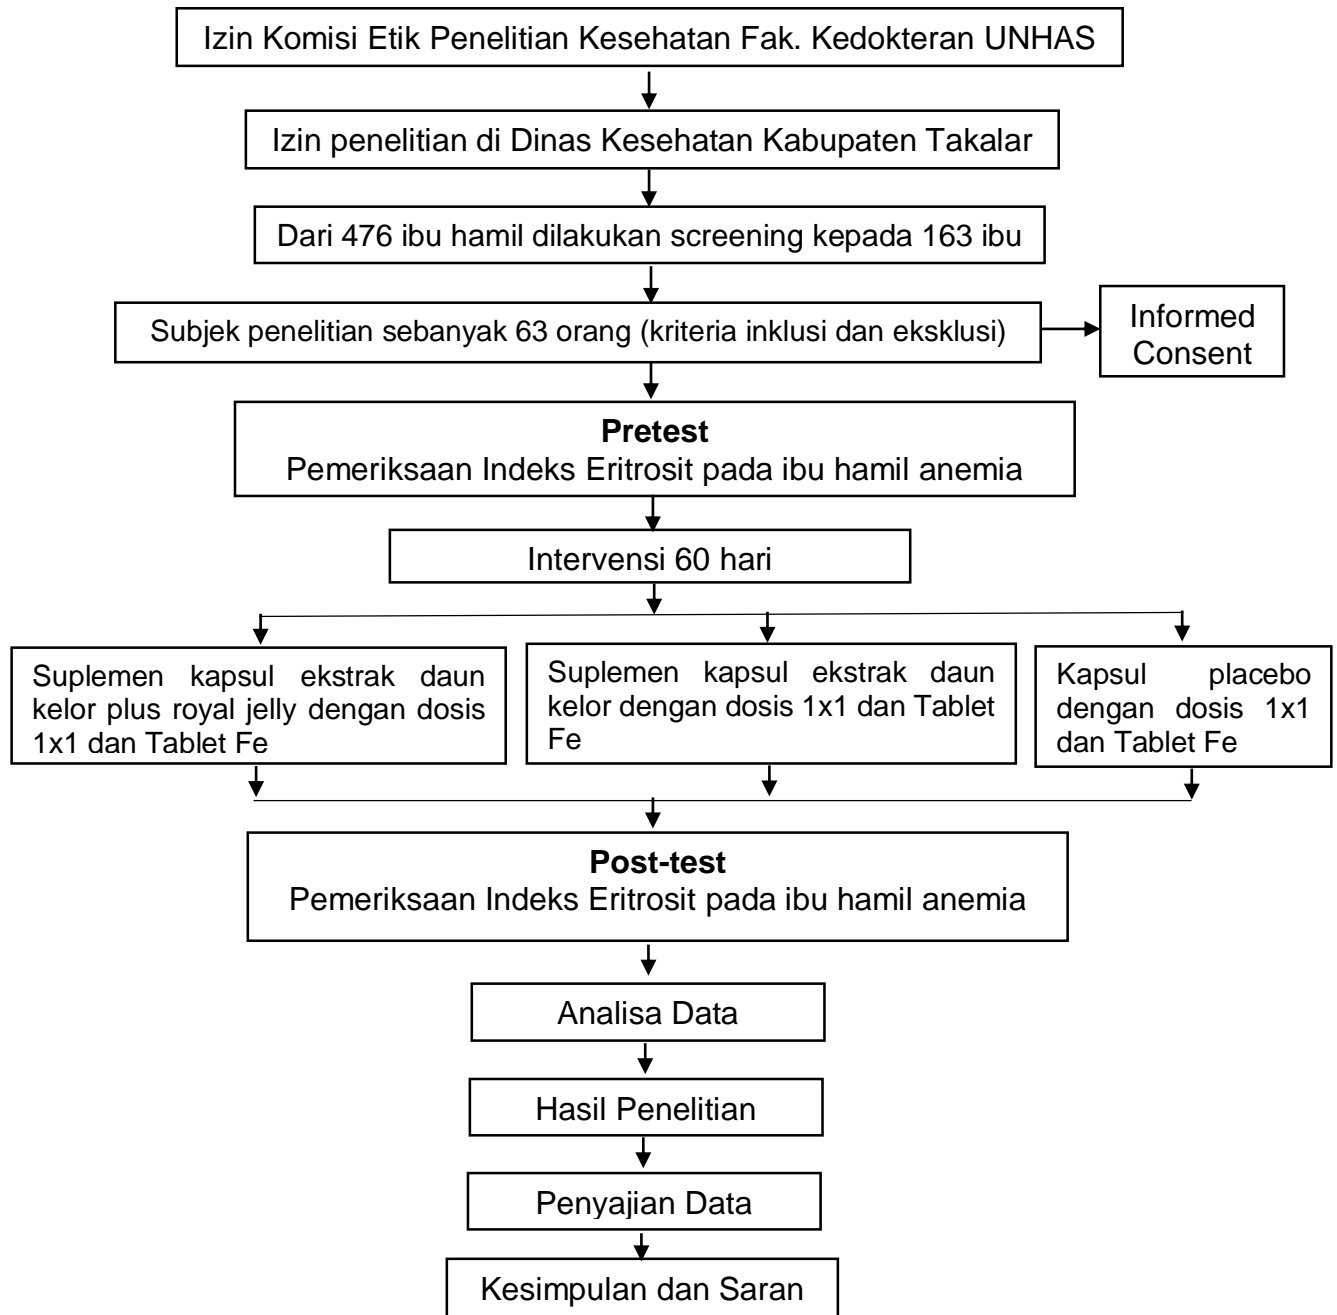 Izin Komisi Etik Penelitian Kesehatan Fak. Kedokteran UNHAS
Izin penelitian di Dinas Kesehatan Kabupaten Takalar
Dari 476 ibu hamil dilakukan screening kepada 163 ibu
Subjek penelitian sebanyak 63 orang (kriteria inklusi dan eksklusi)
Informed
Consent
Pretest
Pemeriksaan Indeks Eritrosit pada ibu hamil anemia
Intervensi 60 hari
Suplemen kapsul ekstrak daun
kelor plus royal jelly dengan dosis
1x1 dan Tablet Fe
Suplemen kapsul ekstrak daun
kelor dengan dosis 1x1 dan Tablet
Fe
Kapsul placebo
dengan dosis 1x1
dan Tablet Fe
Post-test
Pemeriksaan Indeks Eritrosit pada ibu hamil anemia
Analisa Data
Hasil Penelitian
Penyajian Data
Kesimpulan dan Saran